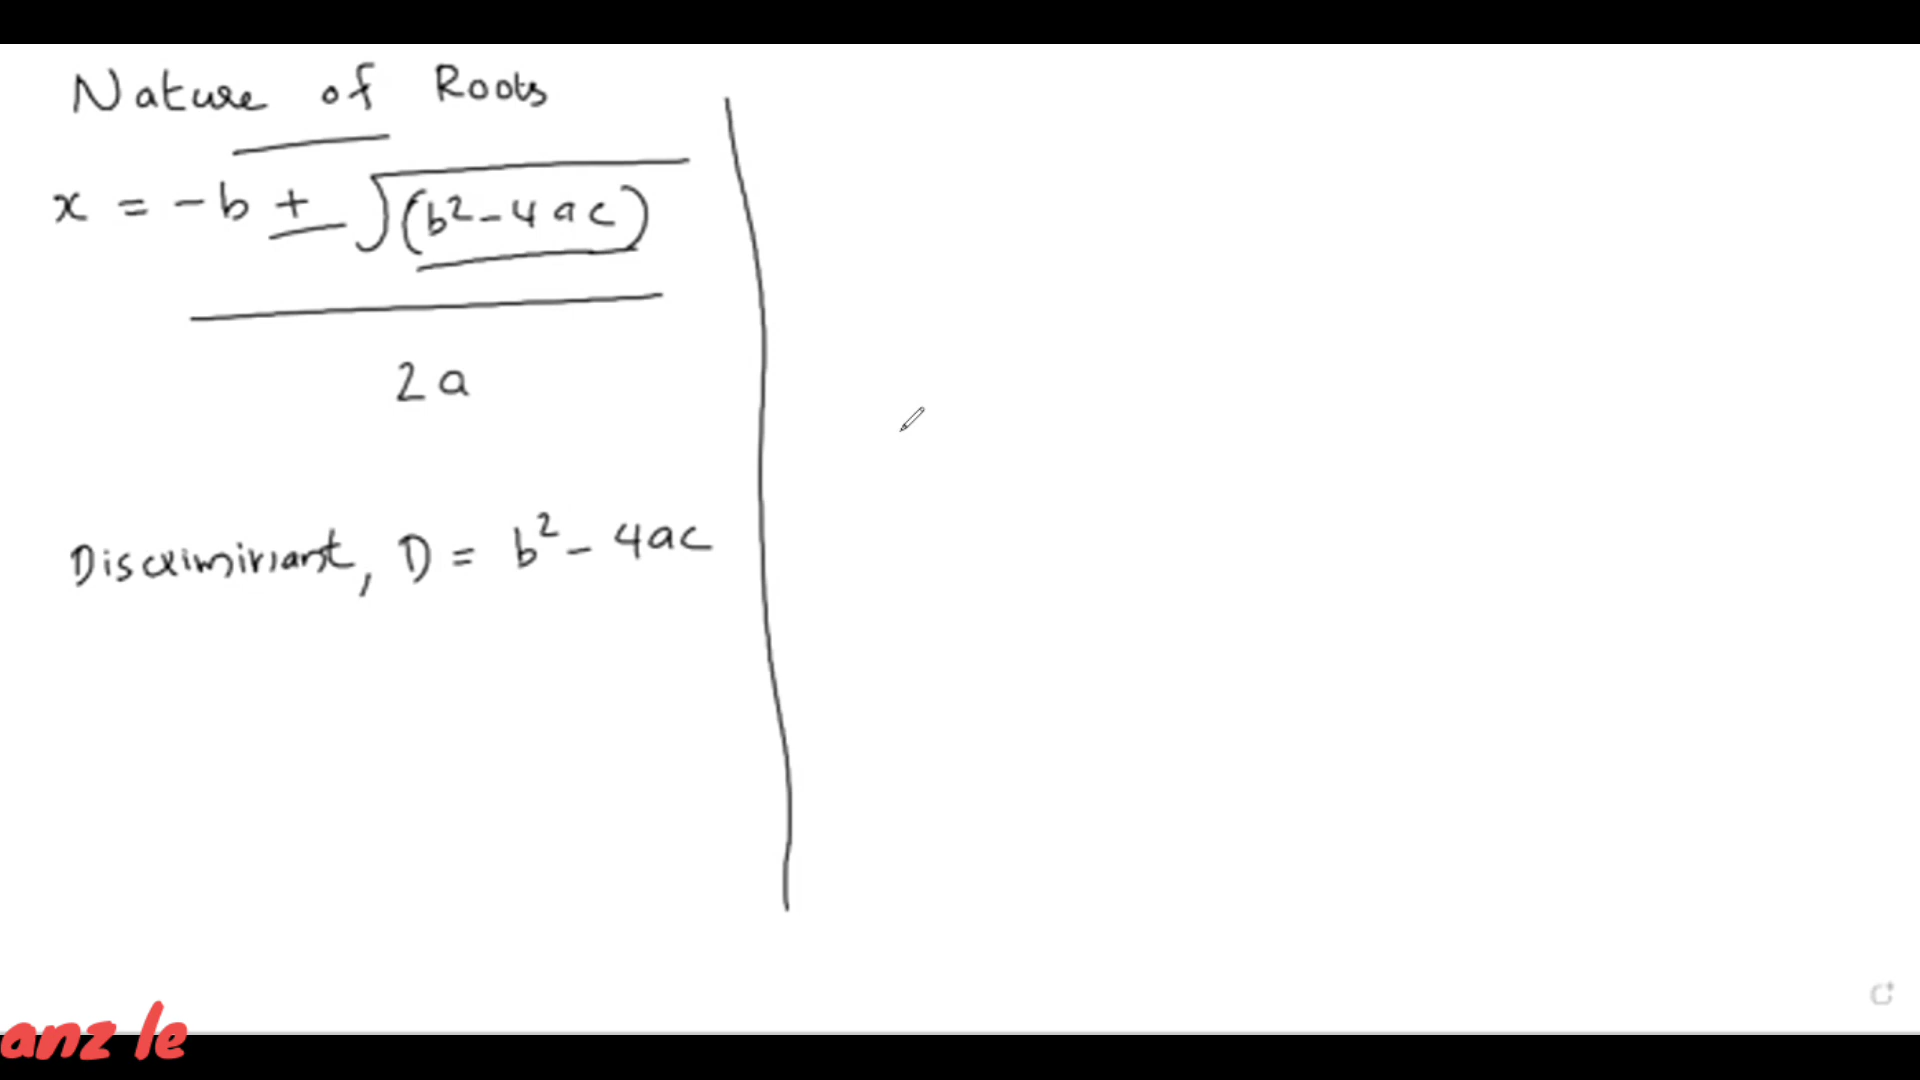 Nature of Roots
x = -b ± √(b²-4ac)
2a
Discriminant, D = b² - 4ac
anz le